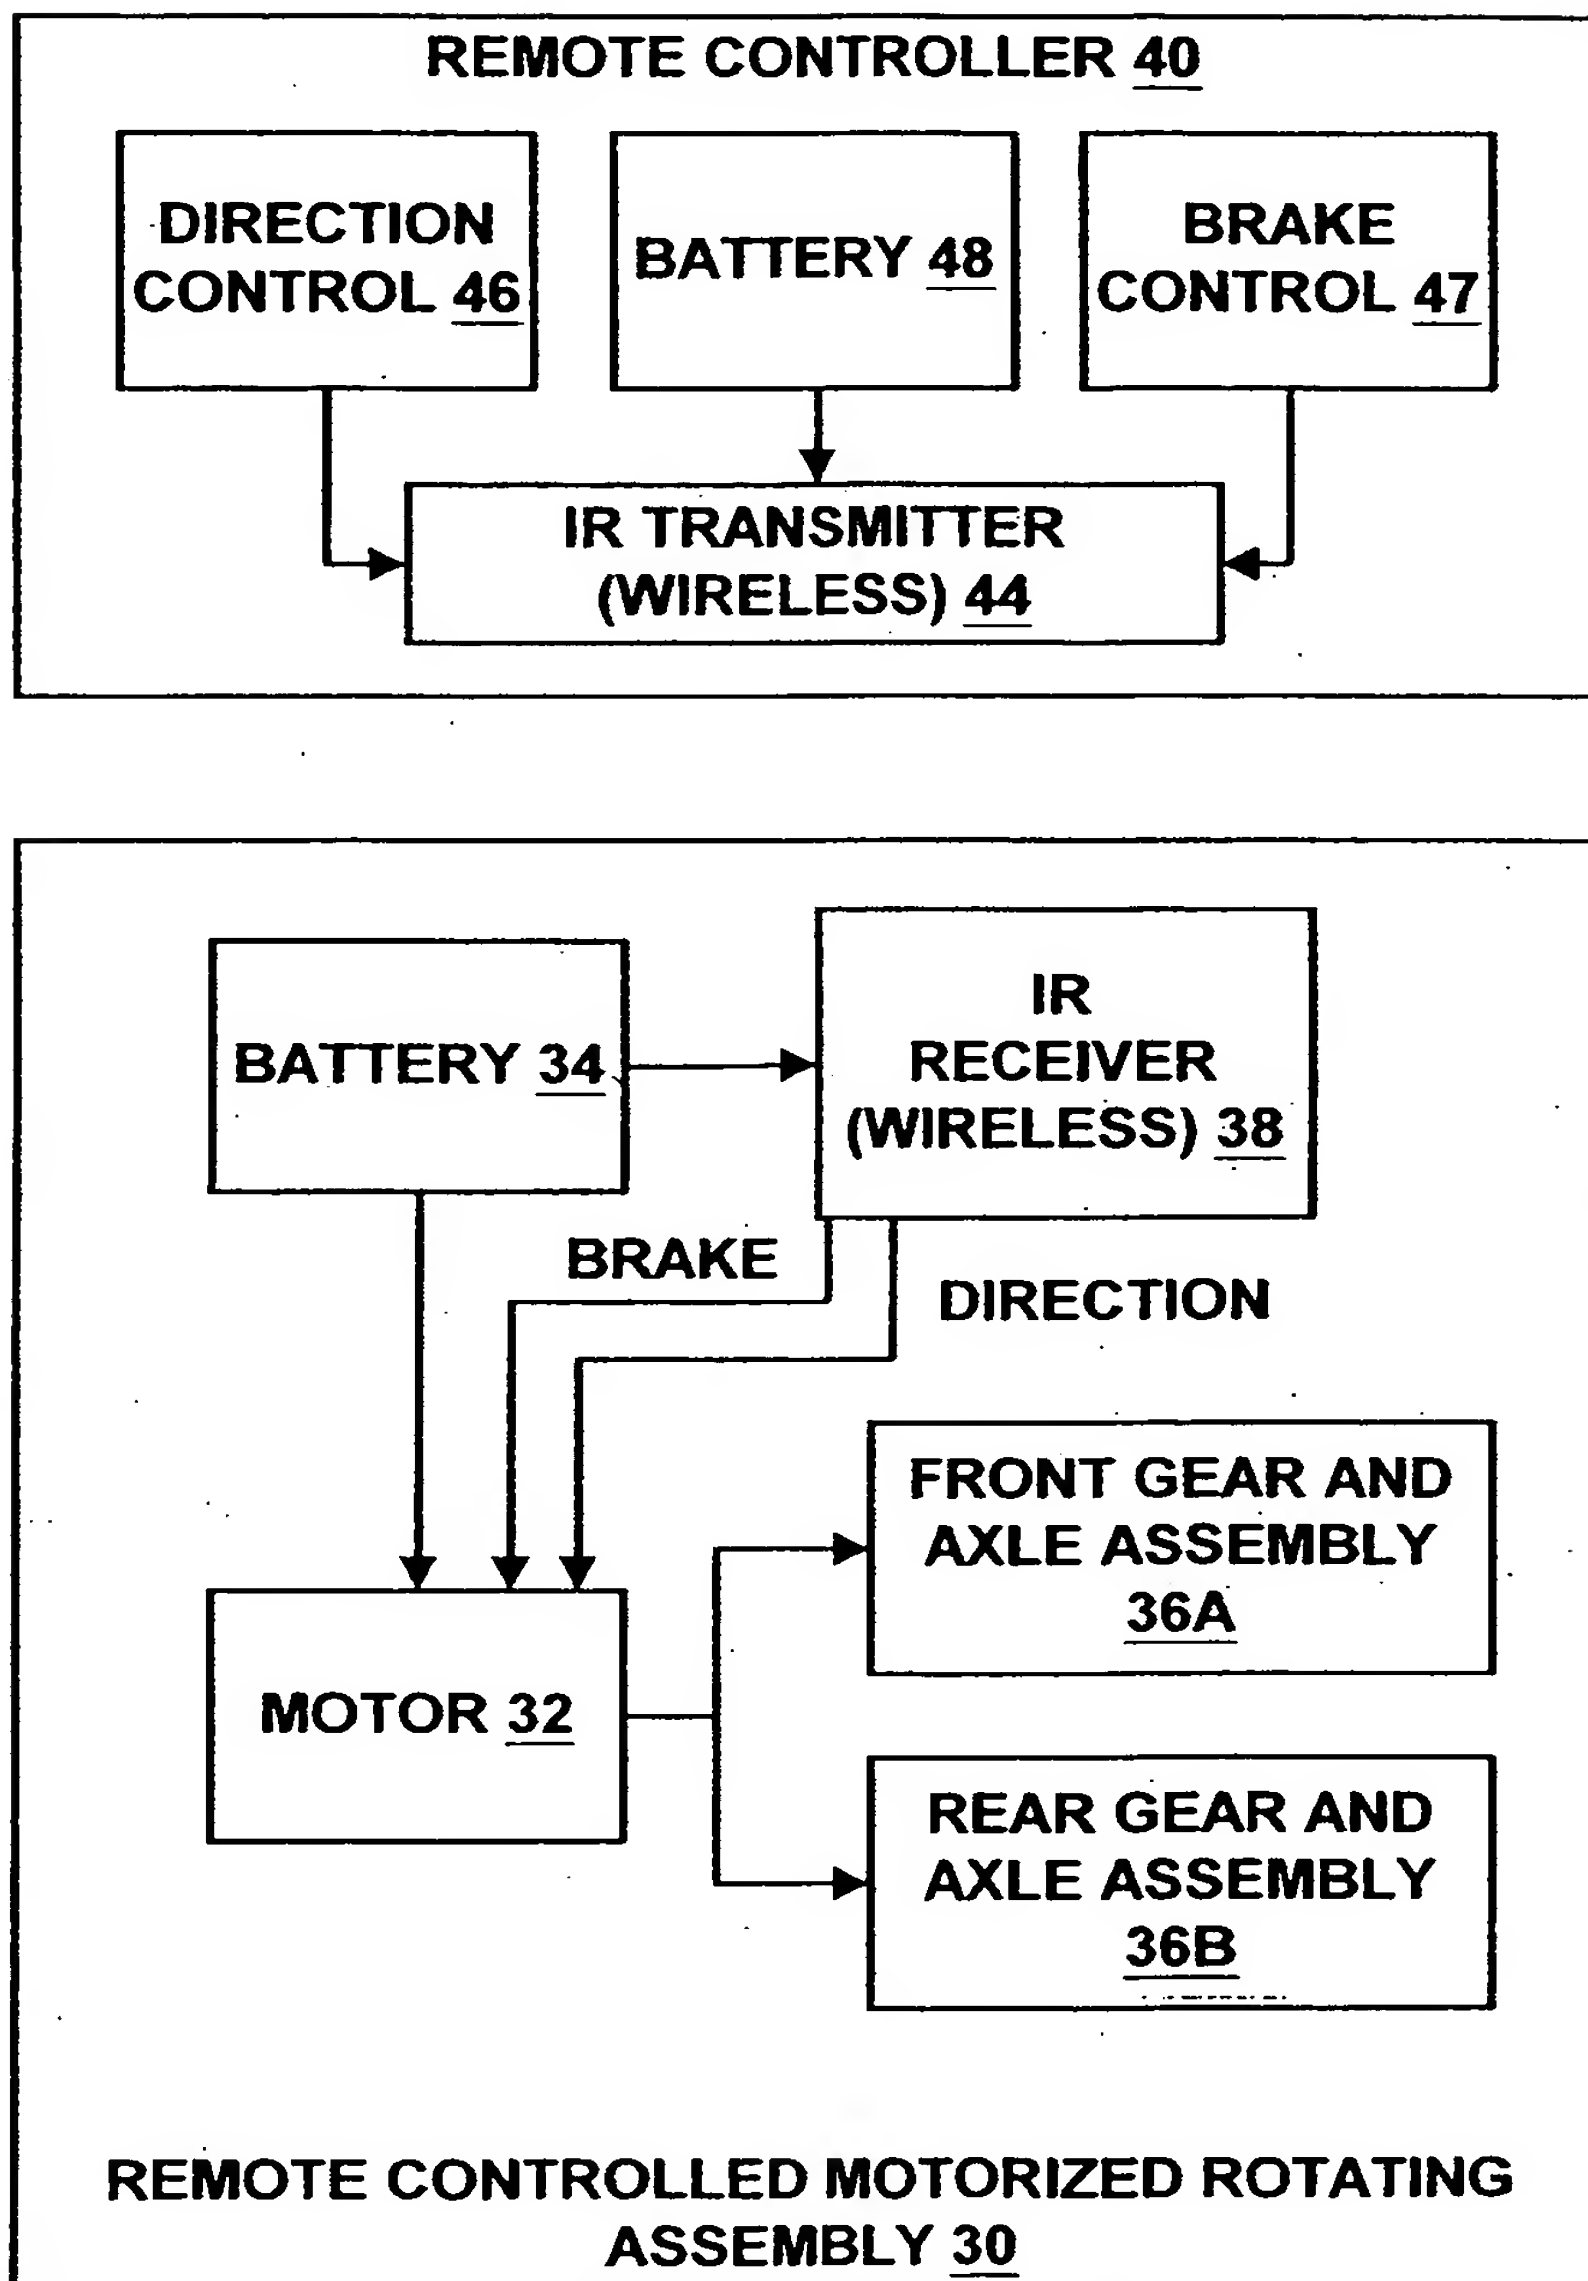 REMOTE CONTROLLER 40
DIRECTION
CONTROL 46
BATTERY 48
BRAKE
CONTROL 47
IR TRANSMITTER
(WIRELESS) 44
BATTERY 34
IR
RECEIVER
(WIRELESS) 38
BRAKE
DIRECTION
FRONT GEAR AND
AXLE ASSEMBLY
36A
MOTOR 32
REAR GEAR AND
AXLE ASSEMBLY
36B
REMOTE CONTROLLED MOTORIZED ROTATING
ASSEMBLY 30